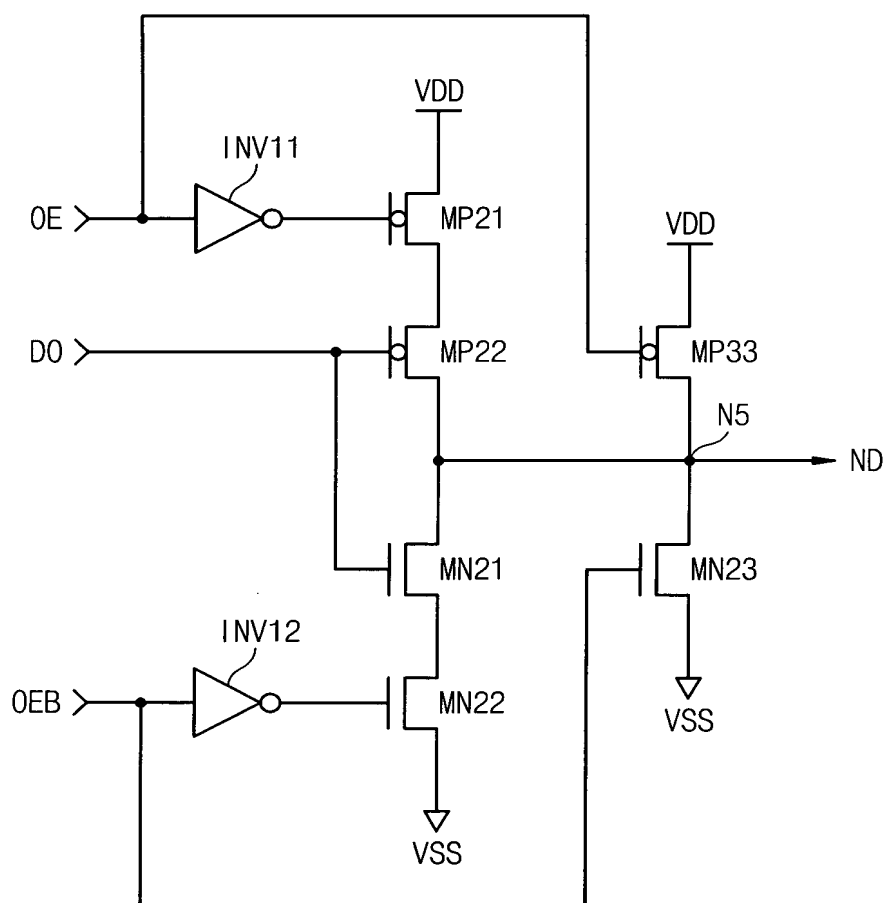 VDD
INV11
OE
MP21
VDD
DO
MP22
MP33
N5
ND
MN21
MN23
INV12
OEB
MN22
VSS
VSS